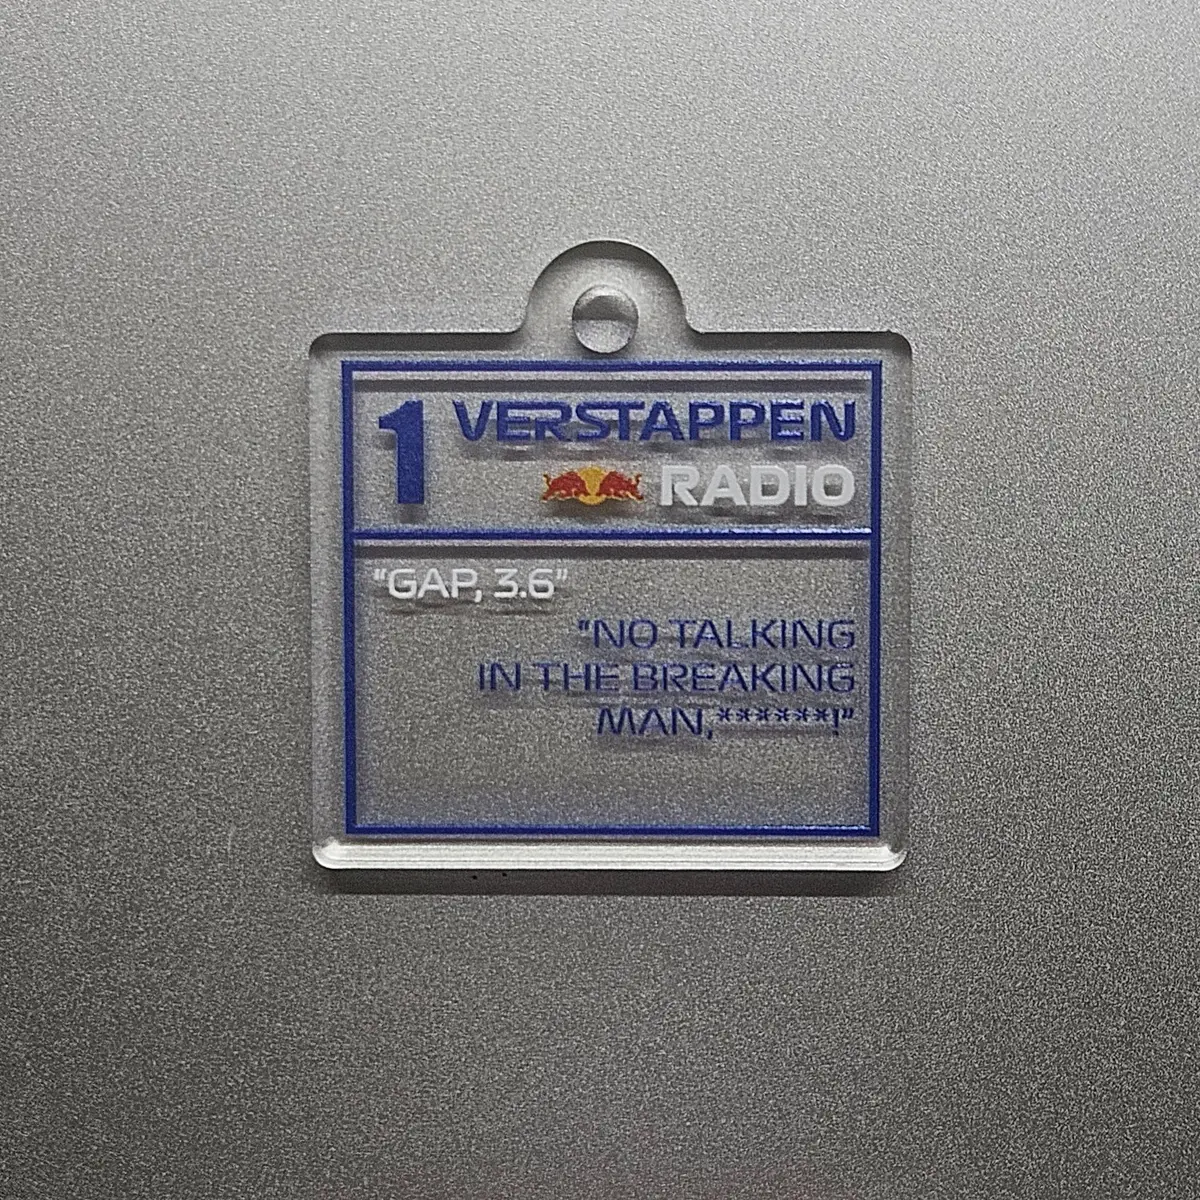 1 VERSTAPPEN
RADIO
"GAP, 3.6"
"NO TALKING
IN THE BREAKING
MAN,******!"